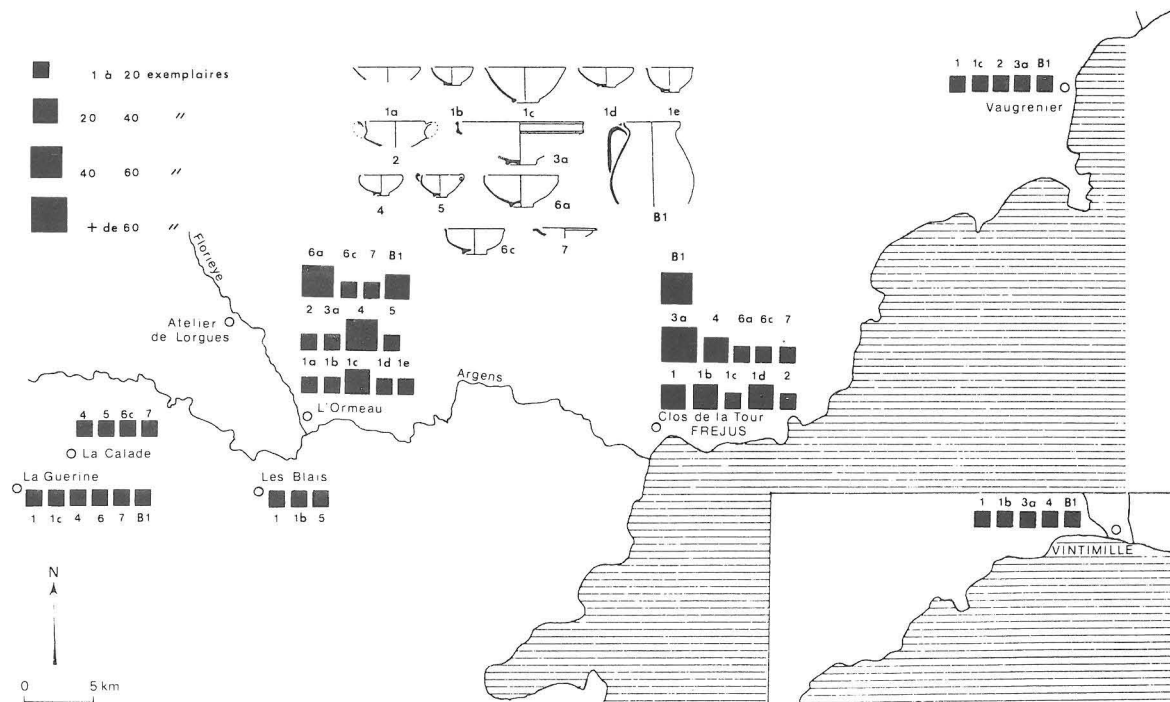 1 à 20 exemplaires
20 40 〃
40 60 〃
+ de 60 〃
1a 1b 1c 1d 1e
2 3a
4 5 6a B1
6c 7
1 1c 2 3a B1
Vaugrenier
Florieye
Atelier
de Lorgues
6a 6c 7 B1
2 3a 4 5
1a 1b 1c 1d 1e
L'Ormeau
Argens
B1
3a 4 6a 6c 7
1 1b 1c 1d 2
Clos de la Tour
FREJUS
4 5 6c 7
La Calade
La Guerine
1 1c 4 6 7 B1
Les Blais
1 1b 5
1 1b 3a 4 B1
VINTIMILLE
N
0 5 km